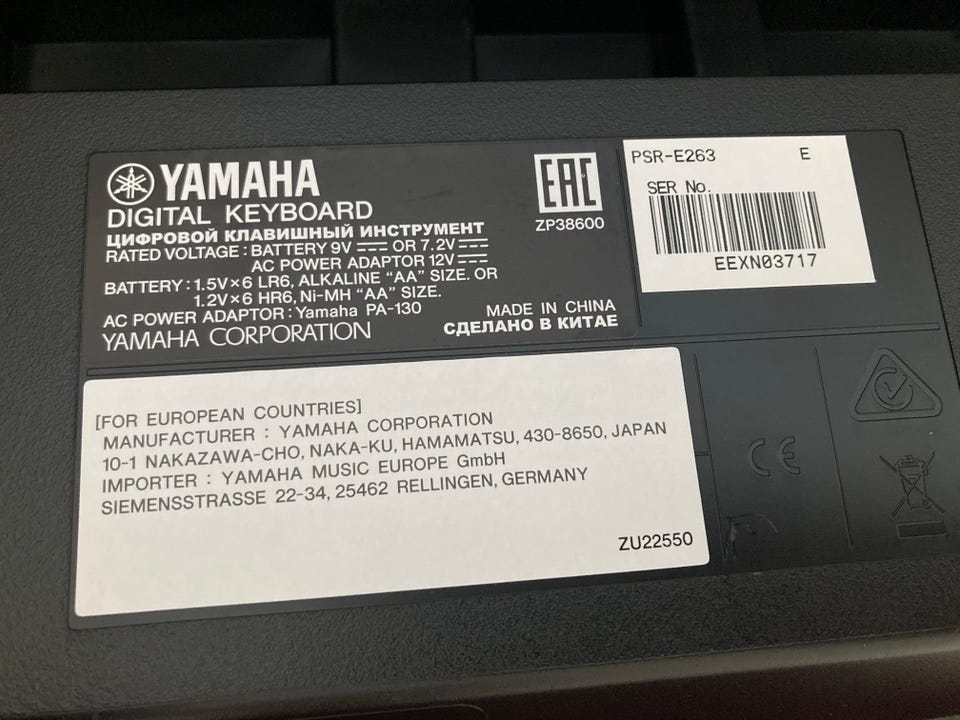 YAMAHA
DIGITAL KEYBOARD
ЦИФРОВОЙ КЛАВИШНЫЙ ИНСТРУМЕНТ
RATED VOLTAGE : BATTERY 9V ⎓ OR 7.2V ⎓
AC POWER ADAPTOR 12V ⎓
BATTERY : 1.5V×6 LR6, ALKALINE “AA” SIZE. OR
1.2V×6 HR6, Ni-MH “AA” SIZE.
AC POWER ADAPTOR : Yamaha PA-130
YAMAHA CORPORATION
EAC
ZP38600
MADE IN CHINA
СДЕЛАНО В КИТАЕ
PSR-E263 E
SER No.
EEXN03717
[FOR EUROPEAN COUNTRIES]
MANUFACTURER : YAMAHA CORPORATION
10-1 NAKAZAWA-CHO, NAKA-KU, HAMAMATSU, 430-8650, JAPAN
IMPORTER : YAMAHA MUSIC EUROPE GmbH
SIEMENSSTRASSE 22-34, 25462 RELLINGEN, GERMANY
ZU22550
CE